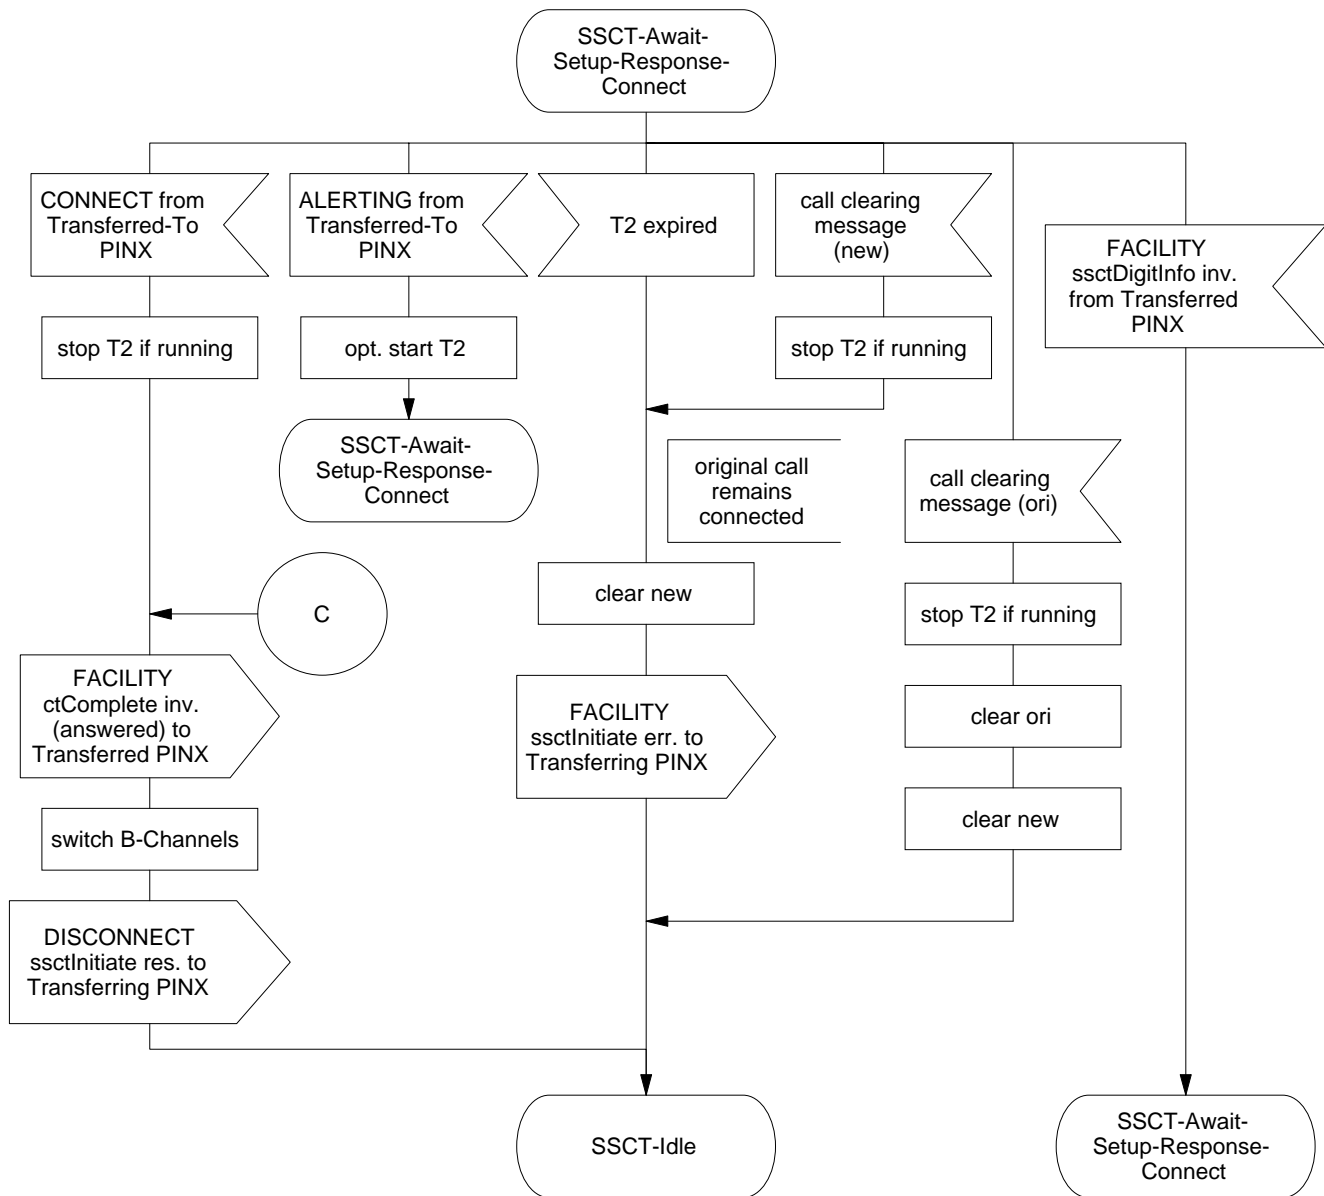 SSCT-Await-
Setup-Response-
Connect
CONNECT from
Transferred-To
PINX
ALERTING from
Transferred-To
PINX
T2 expired
call clearing
message
(new)
FACILITY
ssctDigitInfo inv.
from Transferred
PINX
stop T2 if running
opt. start T2
stop T2 if running
SSCT-Await-
Setup-Response-
Connect
original call
remains
connected
call clearing
message (ori)
C
clear new
stop T2 if running
FACILITY
ctComplete inv.
(answered) to
Transferred PINX
FACILITY
ssctInitiate err. to
Transferring PINX
clear ori
switch B-Channels
clear new
DISCONNECT
ssctInitiate res. to
Transferring PINX
SSCT-Idle
SSCT-Await-
Setup-Response-
Connect